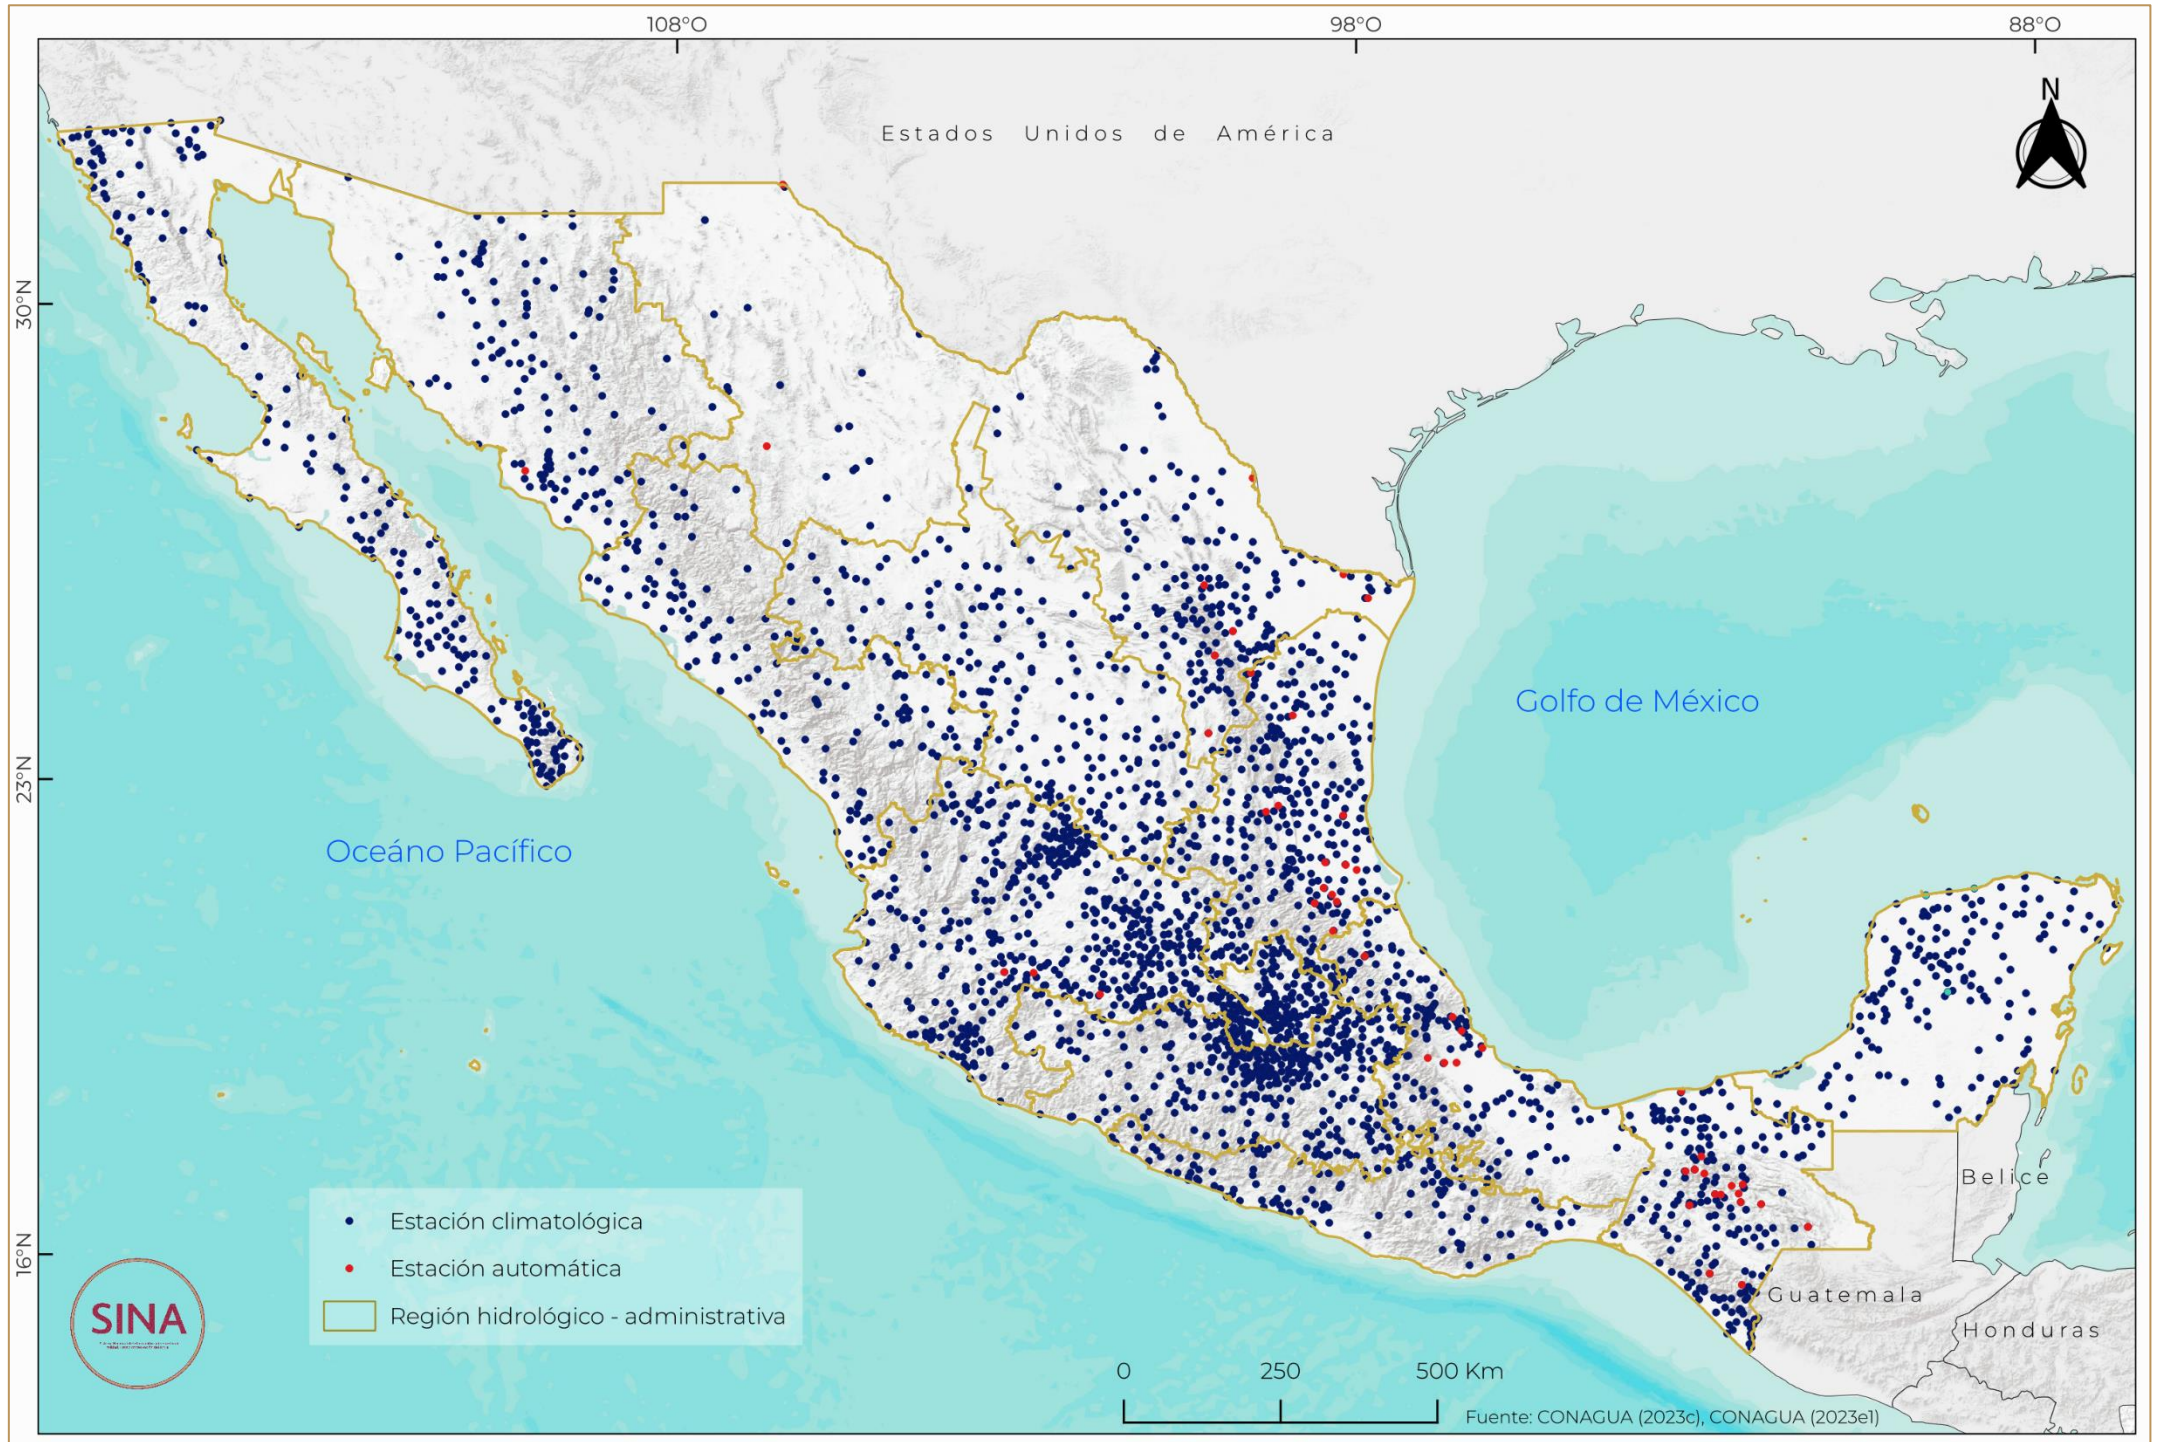 108°O
98°O
88°O
N
Estados Unidos de América
30°N
Golfo de México
23°N
Oceáno Pacífico
Belice
16°N
Estación climatológica
Estación automática
Región hidrológico - administrativa
SINA
Guatemala
Honduras
0 250 500 Km
Fuente: CONAGUA (2023c), CONAGUA (2023e1)